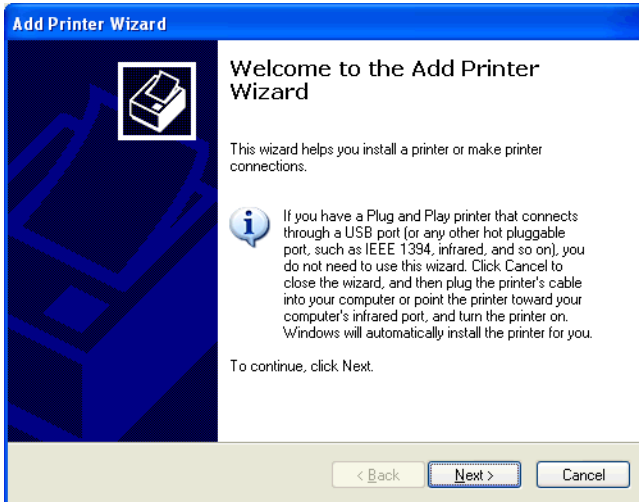 Add Printer Wizard
Welcome to the Add Printer
Wizard
This wizard helps you install a printer or make printer
connections.
If you have a Plug and Play printer that connects
through a USB port (or any other hot pluggable
port, such as IEEE 1394, infrared, and so on), you
do not need to use this wizard. Click Cancel to
close the wizard, and then plug the printer's cable
into your computer or point the printer toward your
computer's infrared port, and turn the printer on.
Windows will automatically install the printer for you.
To continue, click Next.
< Back Next > Cancel